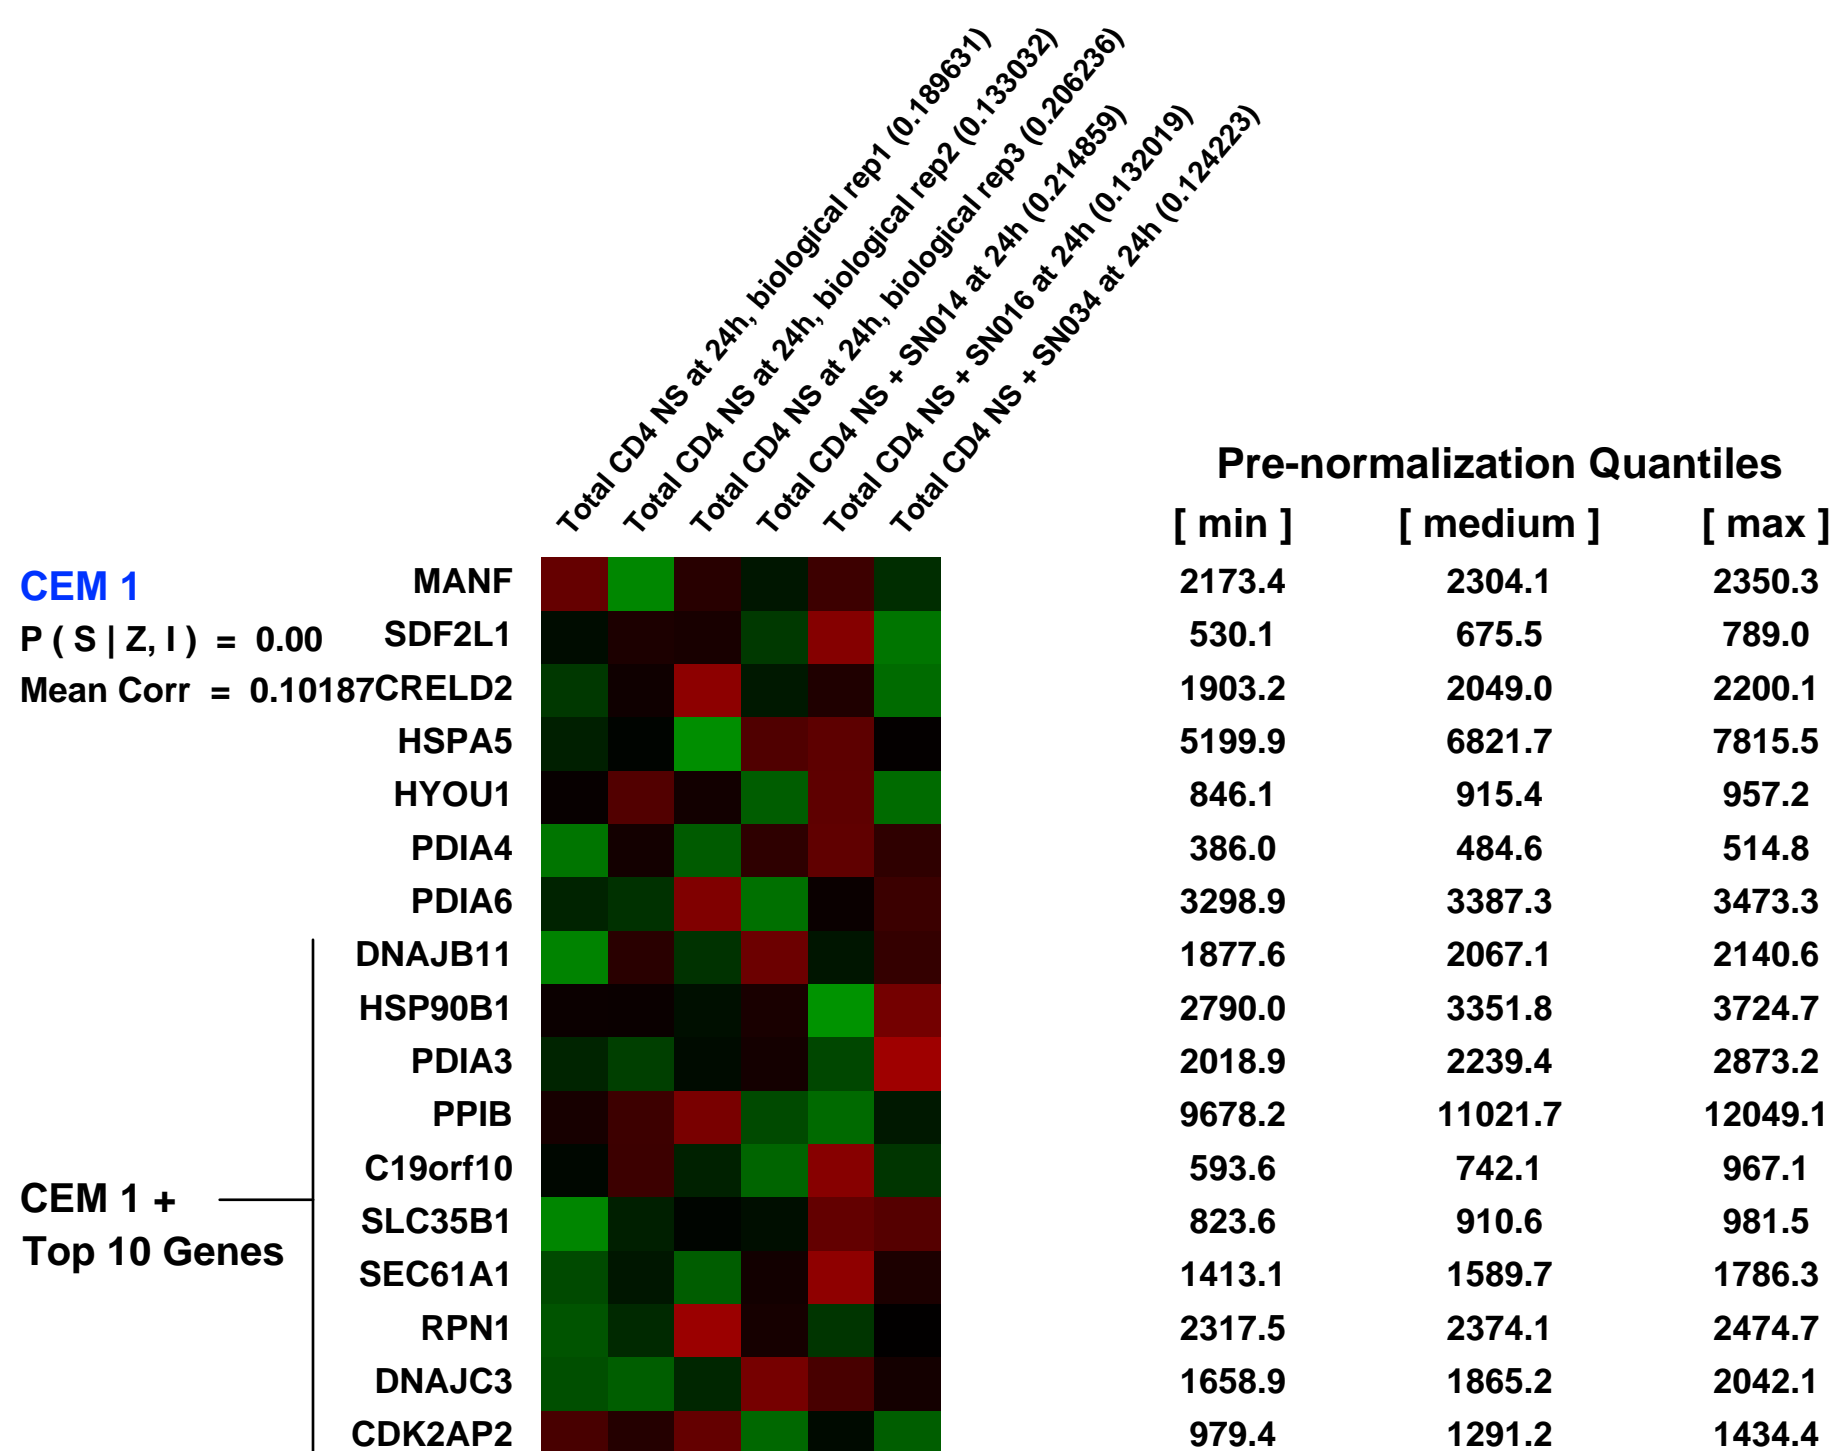 Total CD4 NS at 24h, biological rep1 (0.189631)
Total CD4 NS at 24h, biological rep2 (0.133032)
Total CD4 NS at 24h, biological rep3 (0.206236)
Total CD4 NS + SN014 at 24h (0.214859)
Total CD4 NS + SN016 at 24h (0.132019)
Total CD4 NS + SN034 at 24h (0.124223)
Pre-normalization Quantiles
[ min ] [ medium ] [ max ]
CEM 1 MANF 2173.4 2304.1 2350.3
P ( S | Z, I ) = 0.00 SDF2L1 530.1 675.5 789.0
Mean Corr = 0.10187 CRELD2 1903.2 2049.0 2200.1
HSPA5 5199.9 6821.7 7815.5
HYOU1 846.1 915.4 957.2
PDIA4 386.0 484.6 514.8
PDIA6 3298.9 3387.3 3473.3
DNAJB11 1877.6 2067.1 2140.6
HSP90B1 2790.0 3351.8 3724.7
PDIA3 2018.9 2239.4 2873.2
PPIB 9678.2 11021.7 12049.1
C19orf10 593.6 742.1 967.1
CEM 1 +
SLC35B1 823.6 910.6 981.5
Top 10 Genes
SEC61A1 1413.1 1589.7 1786.3
RPN1 2317.5 2374.1 2474.7
DNAJC3 1658.9 1865.2 2042.1
CDK2AP2 979.4 1291.2 1434.4